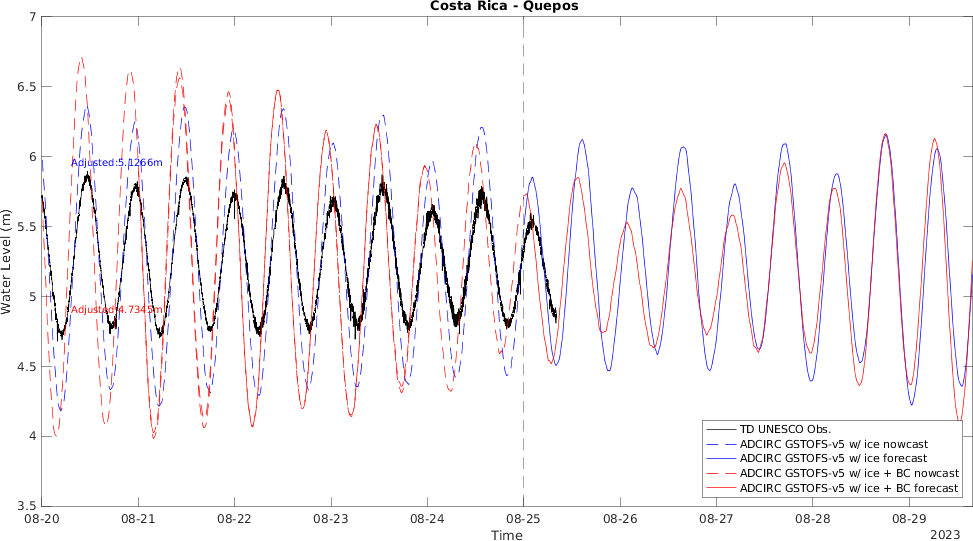 Costa Rica - Quepos
Water Level (m)
7
6.5
6
5.5
5
4.5
4
3.5
Adjusted:5.1266m
Adjusted:4.7345m
TD UNESCO Obs.
ADCIRC GSTOFS-v5 w/ ice nowcast
ADCIRC GSTOFS-v5 w/ ice forecast
ADCIRC GSTOFS-v5 w/ ice + BC nowcast
ADCIRC GSTOFS-v5 w/ ice + BC forecast
08-20 08-21 08-22 08-23 08-24 08-25 08-26 08-27 08-28 08-29
Time
2023